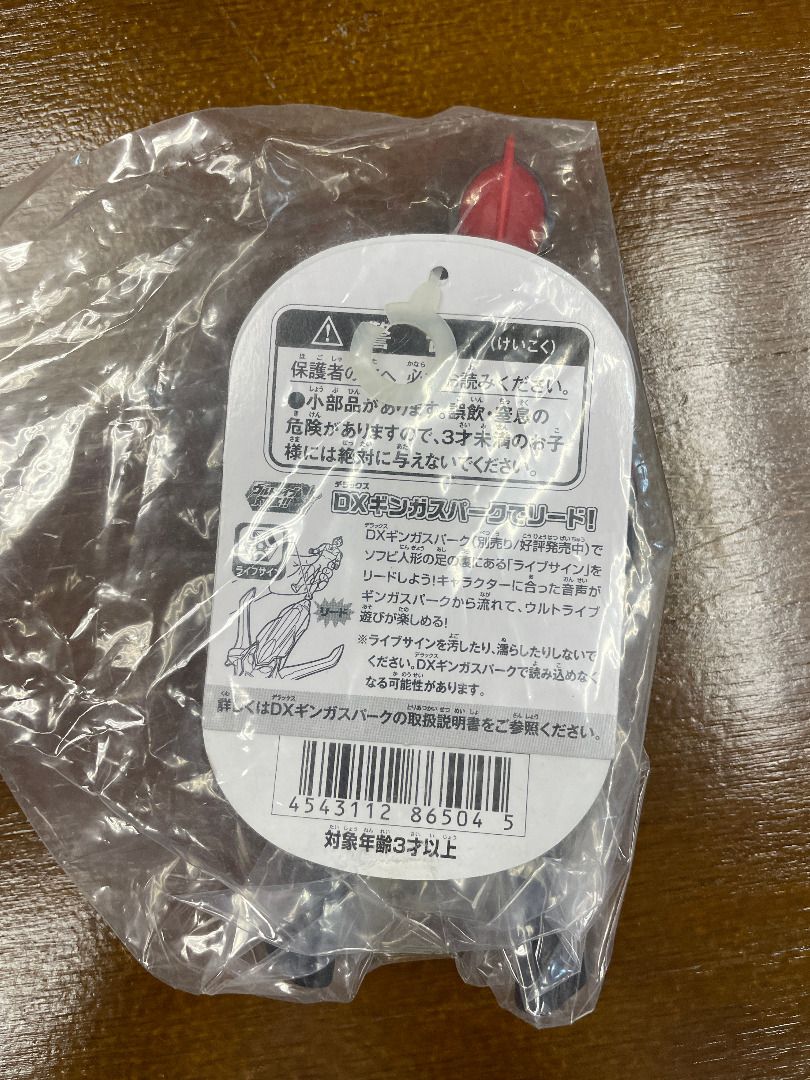 警 (けいこく)
保護者の へ 必 お読みください。
●小部品があります。誤飲・窒息の
危険がありますので、3才未満のお子
様には絶対に与えないでください。
デラックス
DXギンガスパークでリード!
DXギンガスパーク(別売り/好評発売中)で
ソフビ人形の足の裏にある「ライブサイン」を
リードしよう!キャラクターに合った音声が
ギンガスパークから流れて、ウルトライブ
遊びが楽しめる!
ライブサイン
リード
※ライブサインを汚したり、濡らしたりしないで
ください。DXギンガスパークで読み込めなく
なる可能性があります。
詳しくはDXギンガスパークの取扱説明書をご参照ください。
4543112 86504 5
対象年齢3才以上